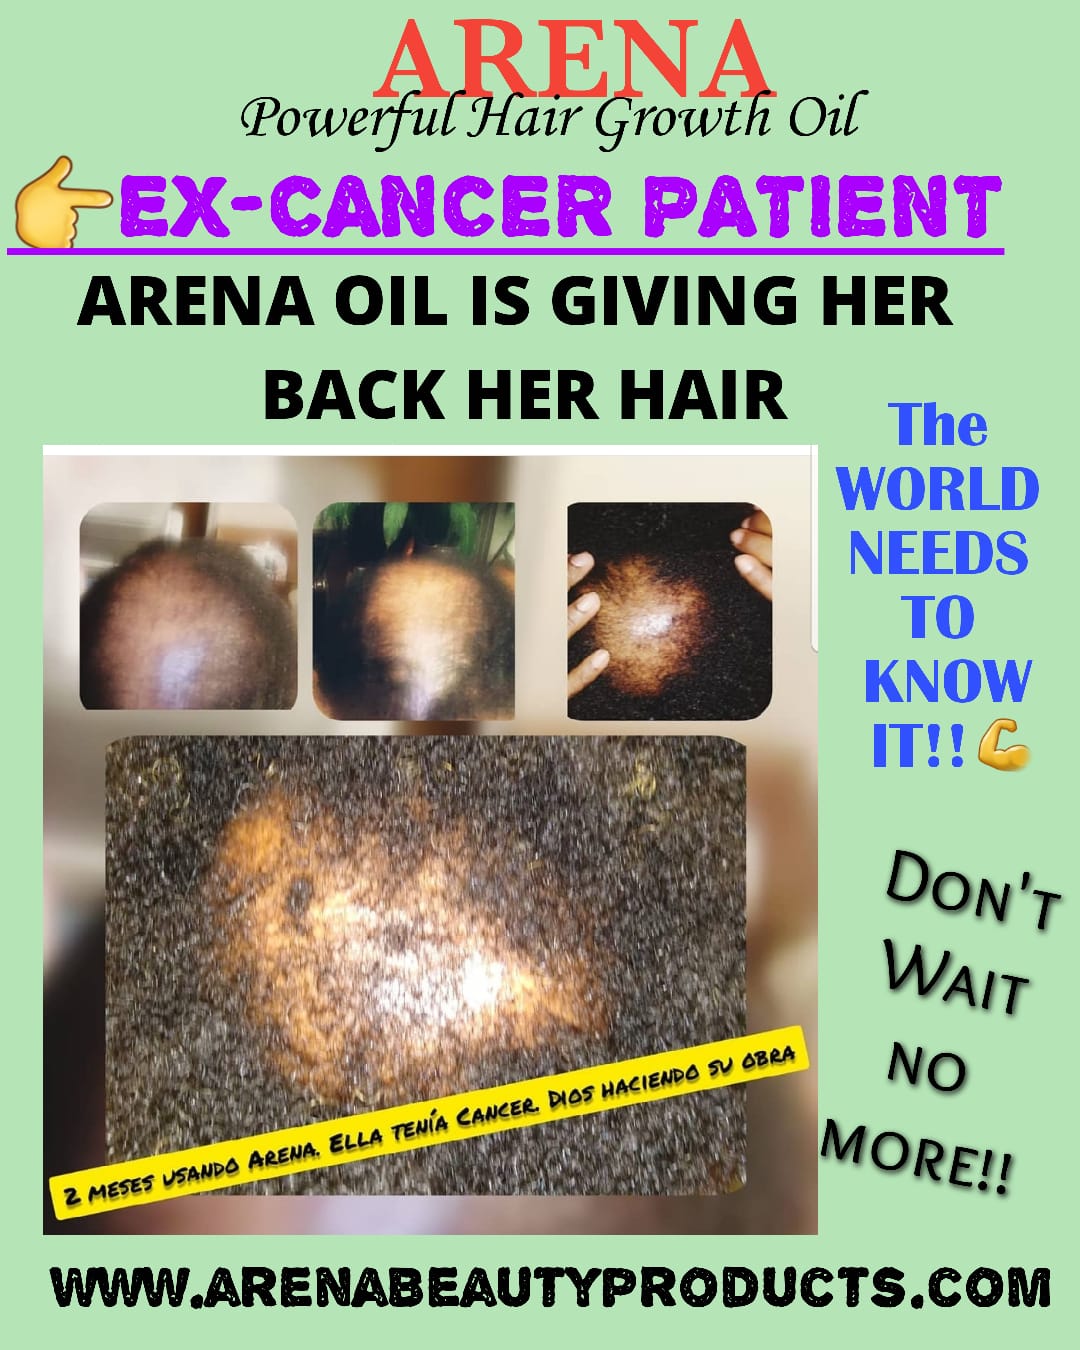 ARENA
Powerful Hair Growth Oil
EX-CANCER PATIENT
ARENA OIL IS GIVING HER
BACK HER HAIR
The
WORLD
NEEDS
TO
KNOW
IT!!
DON'T
WAIT
NO
MORE!!
2 MESES USANDO ARENA. ELLA TENÍA CANCER. DIOS HACIENDO SU OBRA
WWW.ARENABEAUTYPRODUCTS.COM